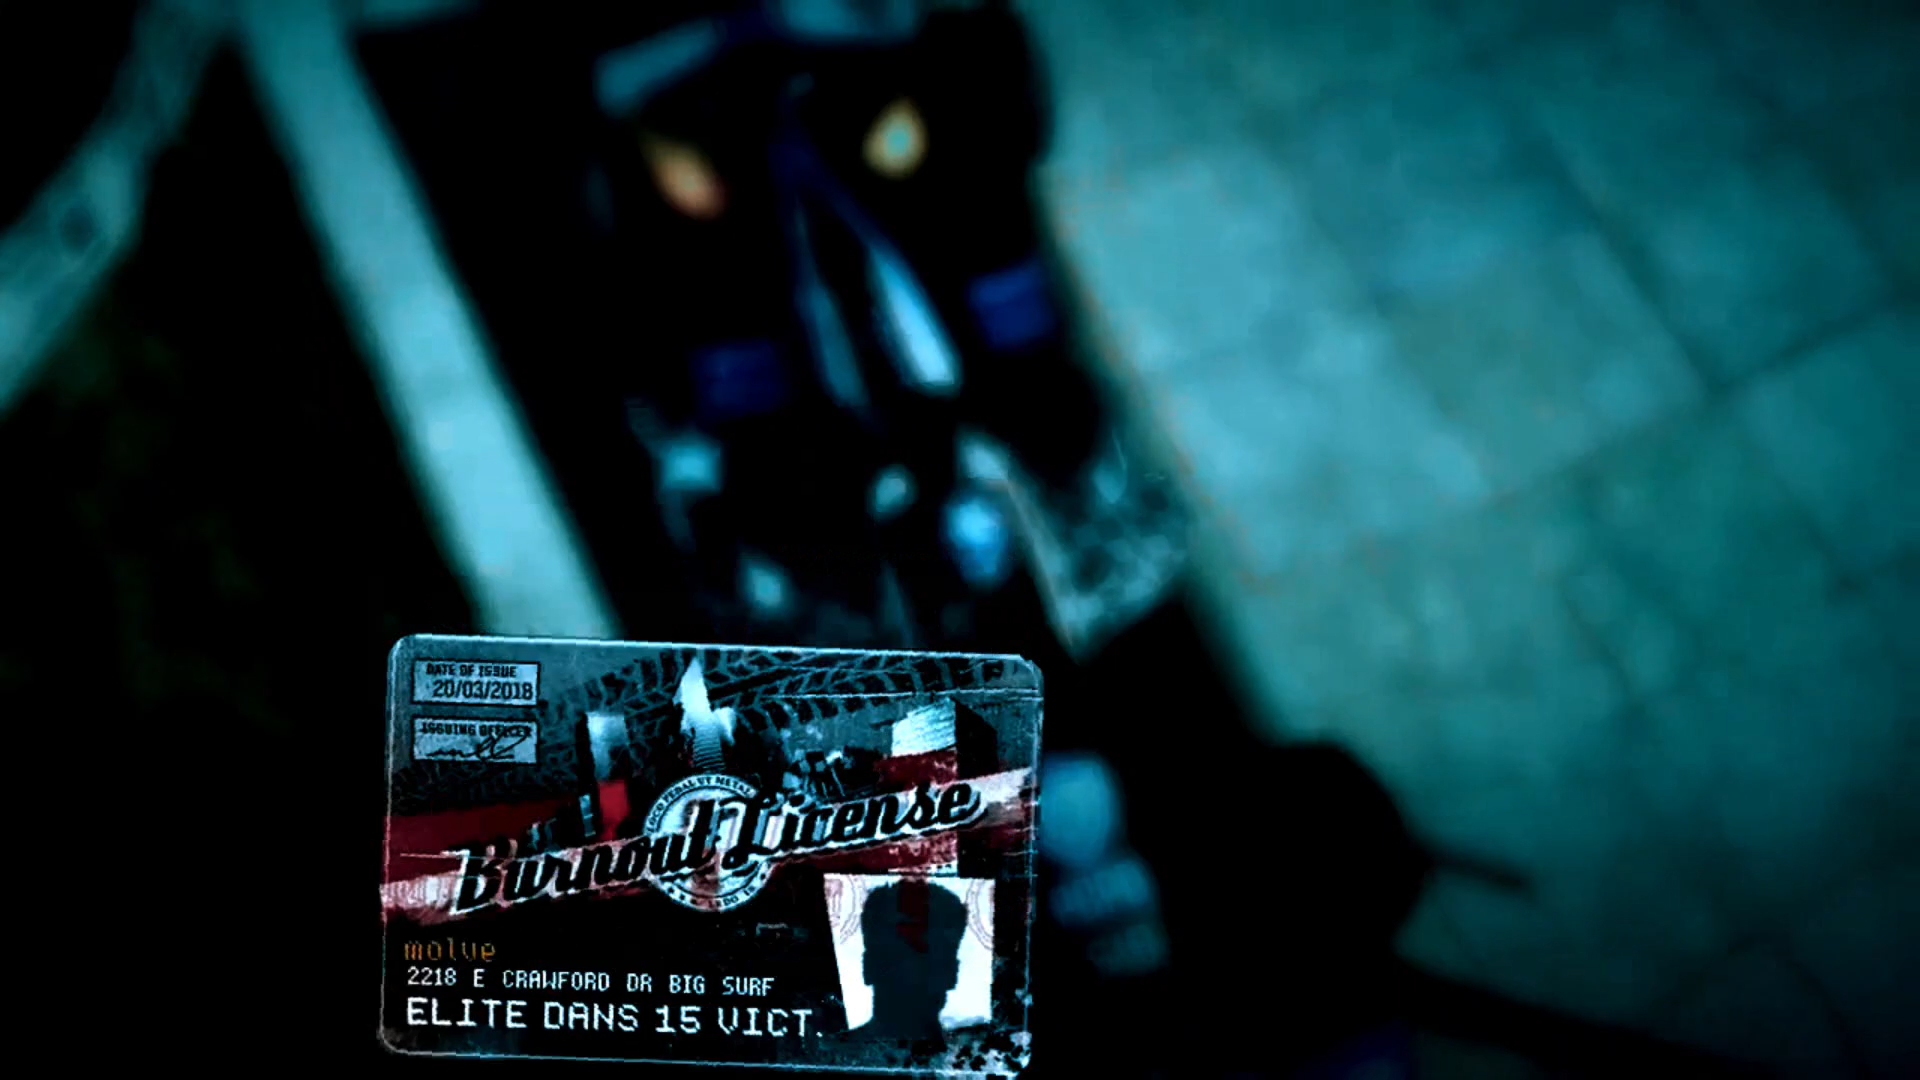 DATE OF ISSUE
20/03/2018
ISSUING OFFICER
Burnout License
molve
2218 E CRAWFORD DR BIG SURF
ELITE DANS 15 VICT.